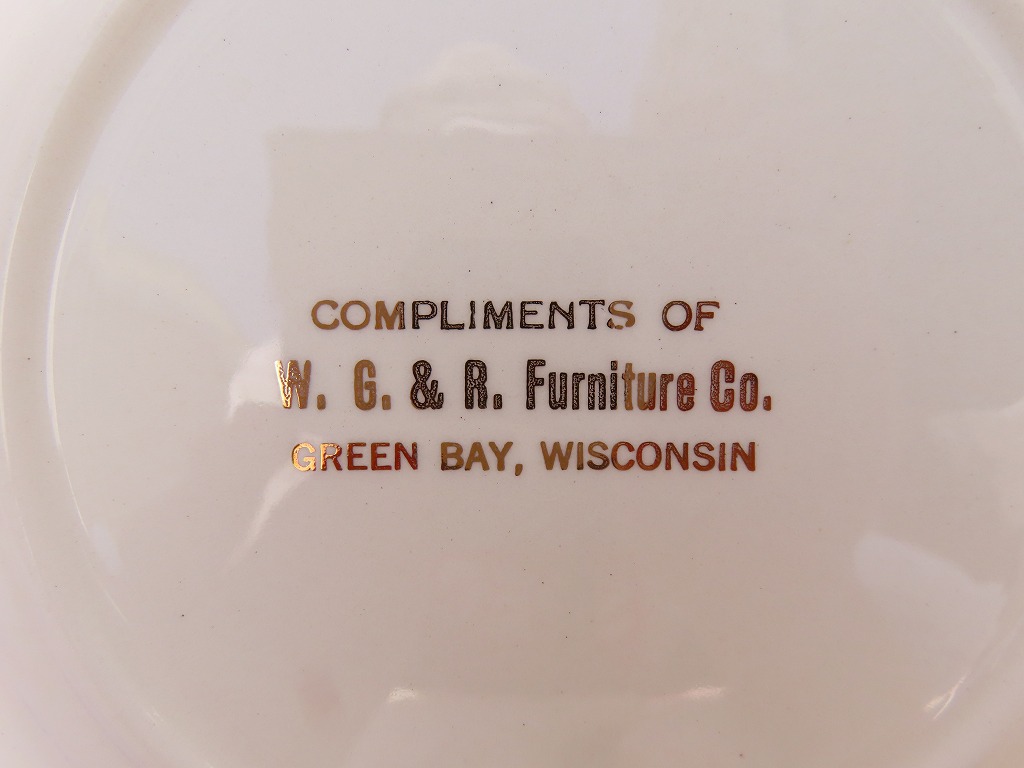 COMPLIMENTS OF
W. G. & R. Furniture Co.
GREEN BAY, WISCONSIN